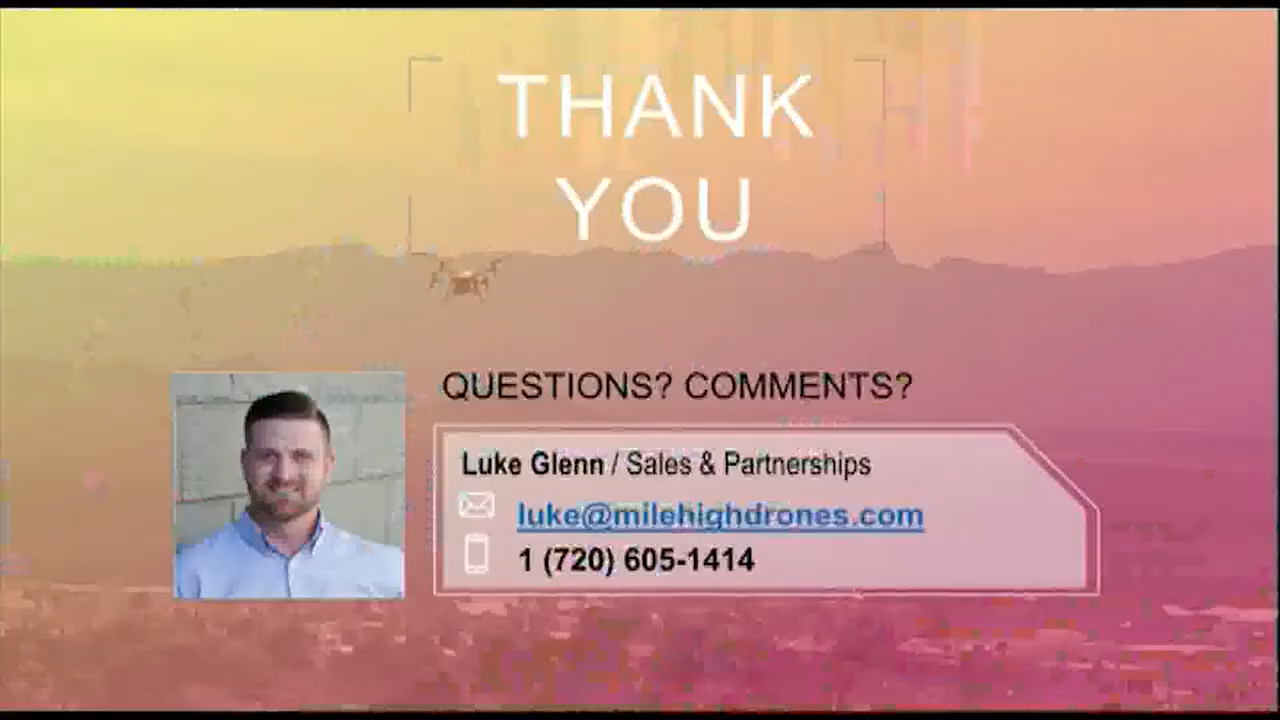 THANK
YOU
QUESTIONS? COMMENTS?
Luke Glenn / Sales & Partnerships
luke@milehighdrones.com
1 (720) 605-1414